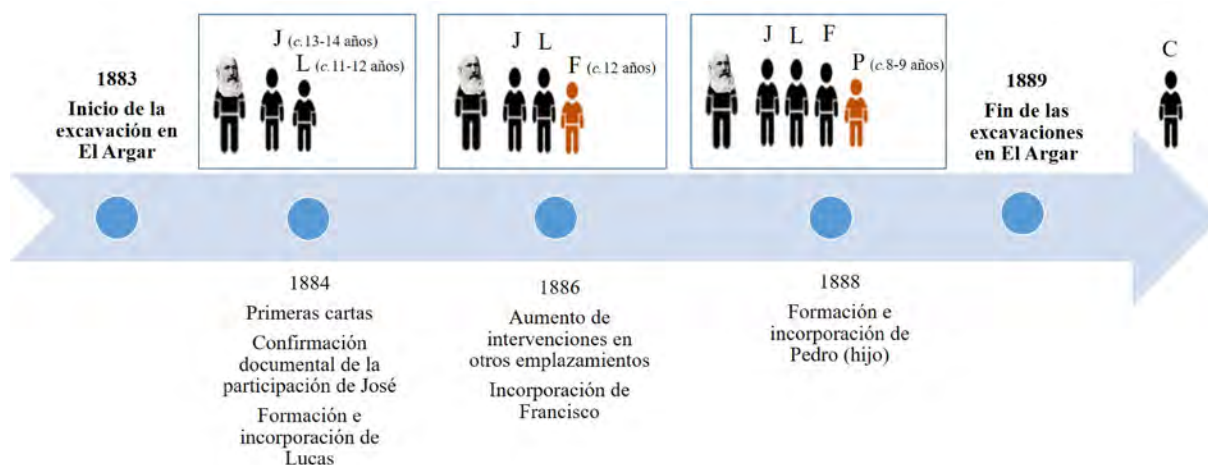 1883
Inicio de la
excavación en
El Argar
J (c.13-14 años)
L (c.11-12 años)
J L
F (c.12 años)
J L F
P (c.8-9 años)
1889
Fin de las
excavaciones
en El Argar
C
1884
Primeras cartas
Confirmación
documental de la
participación de José
Formación e
incorporación de
Lucas
1886
Aumento de
intervenciones en
otros emplazamientos
Incorporación de
Francisco
1888
Formación e
incorporación de
Pedro (hijo)